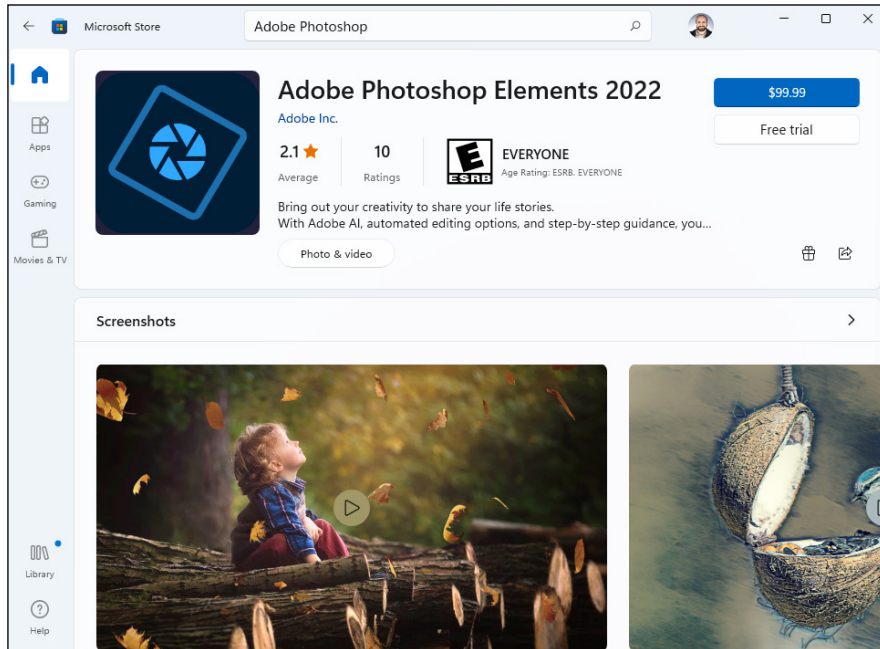 Microsoft Store
Adobe Photoshop
Adobe Photoshop Elements 2022
$99.99
Adobe Inc.
Free trial
2.1
10
EVERYONE
Average
Ratings
ESRB
Age Rating: ESRB. EVERYONE
Bring out your creativity to share your life stories.
With Adobe AI, automated editing options, and step-by-step guidance, you...
Photo & video
Apps
Gaming
Movies & TV
Screenshots
Library
Help